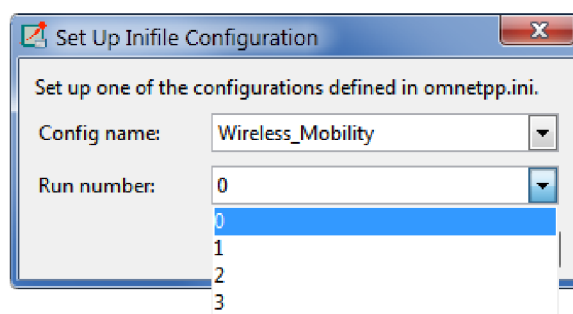 Set Up Inifile Configuration
Set up one of the configurations defined in omnetpp.ini.
Config name: Wireless_Mobility
Run number: 0
0
1
2
3